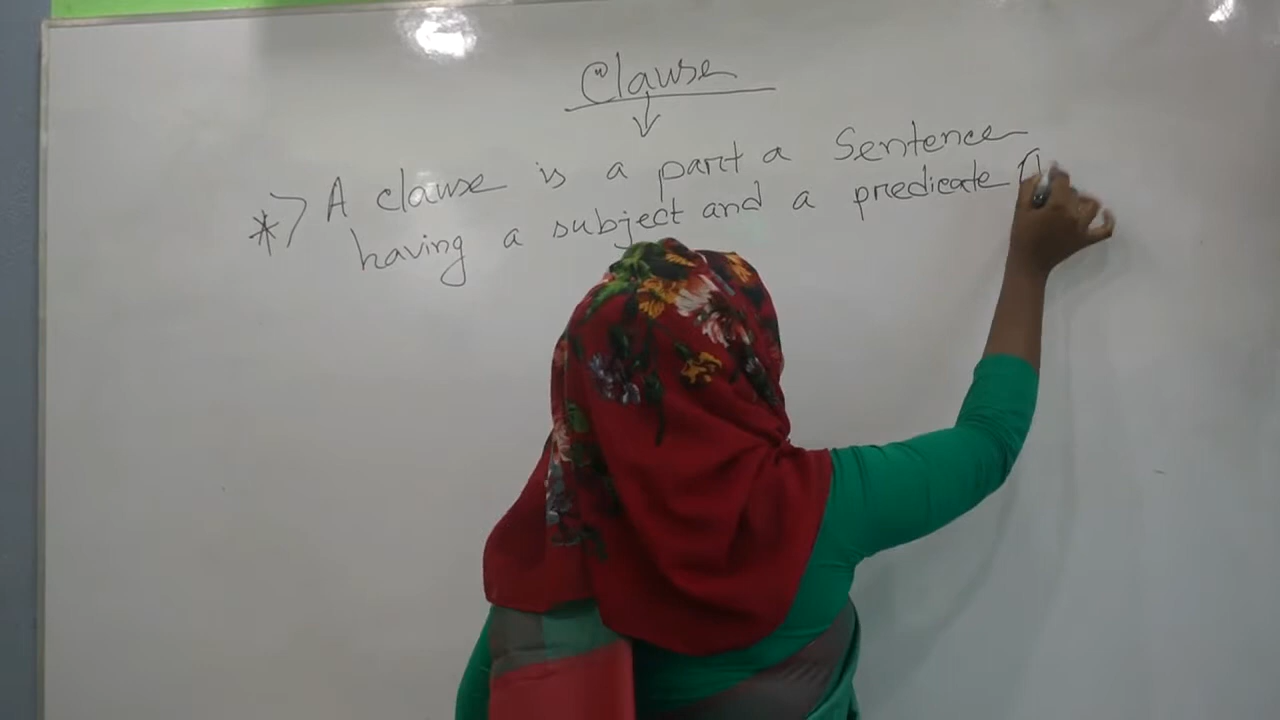 Clause
*> A clause is a part a Sentence
having a subject and a predicate